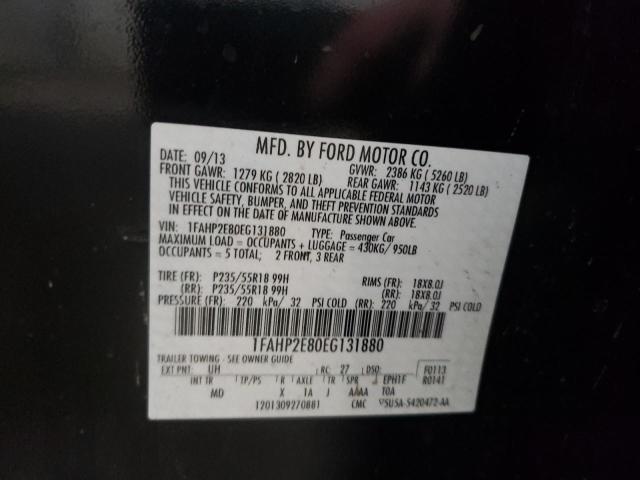 MFD. BY FORD MOTOR CO.
DATE: 09/13 GVWR: 2386 KG ( 5260 LB)
FRONT GAWR: 1279 KG ( 2820 LB) REAR GAWR: 1143 KG ( 2520 LB)
THIS VEHICLE CONFORMS TO ALL APPLICABLE FEDERAL MOTOR
VEHICLE SAFETY, BUMPER, AND THEFT PREVENTION STANDARDS
IN EFFECT ON THE DATE OF MANUFACTURE SHOWN ABOVE.
VIN: 1FAHP2E80EG131880 TYPE: Passenger Car
MAXIMUM LOAD = OCCUPANTS + LUGGAGE = 430KG/ 950LB
OCCUPANTS = 5 TOTAL; 2 FRONT, 3 REAR
TIRE (FR): P235/55R18 99H RIMS (FR): 18X8.0J
(RR): P235/55R18 99H (RR): 18X8.0J
PRESSURE (FR): 220 kPa/ 32 PSI COLD (RR): 220 kPa/ 32 PSI COLD
1FAHP2E80EG131880
TRAILER TOWING - SEE OWNER GUIDE
EXT PNT: UH RC: 27 DSO: F0113
INT TR TP/PS R AXLE TR SPR EPHTF R0141
MD X 1A J AAAA TOA
1201309270881 CMC 5U5A-5420472-AA